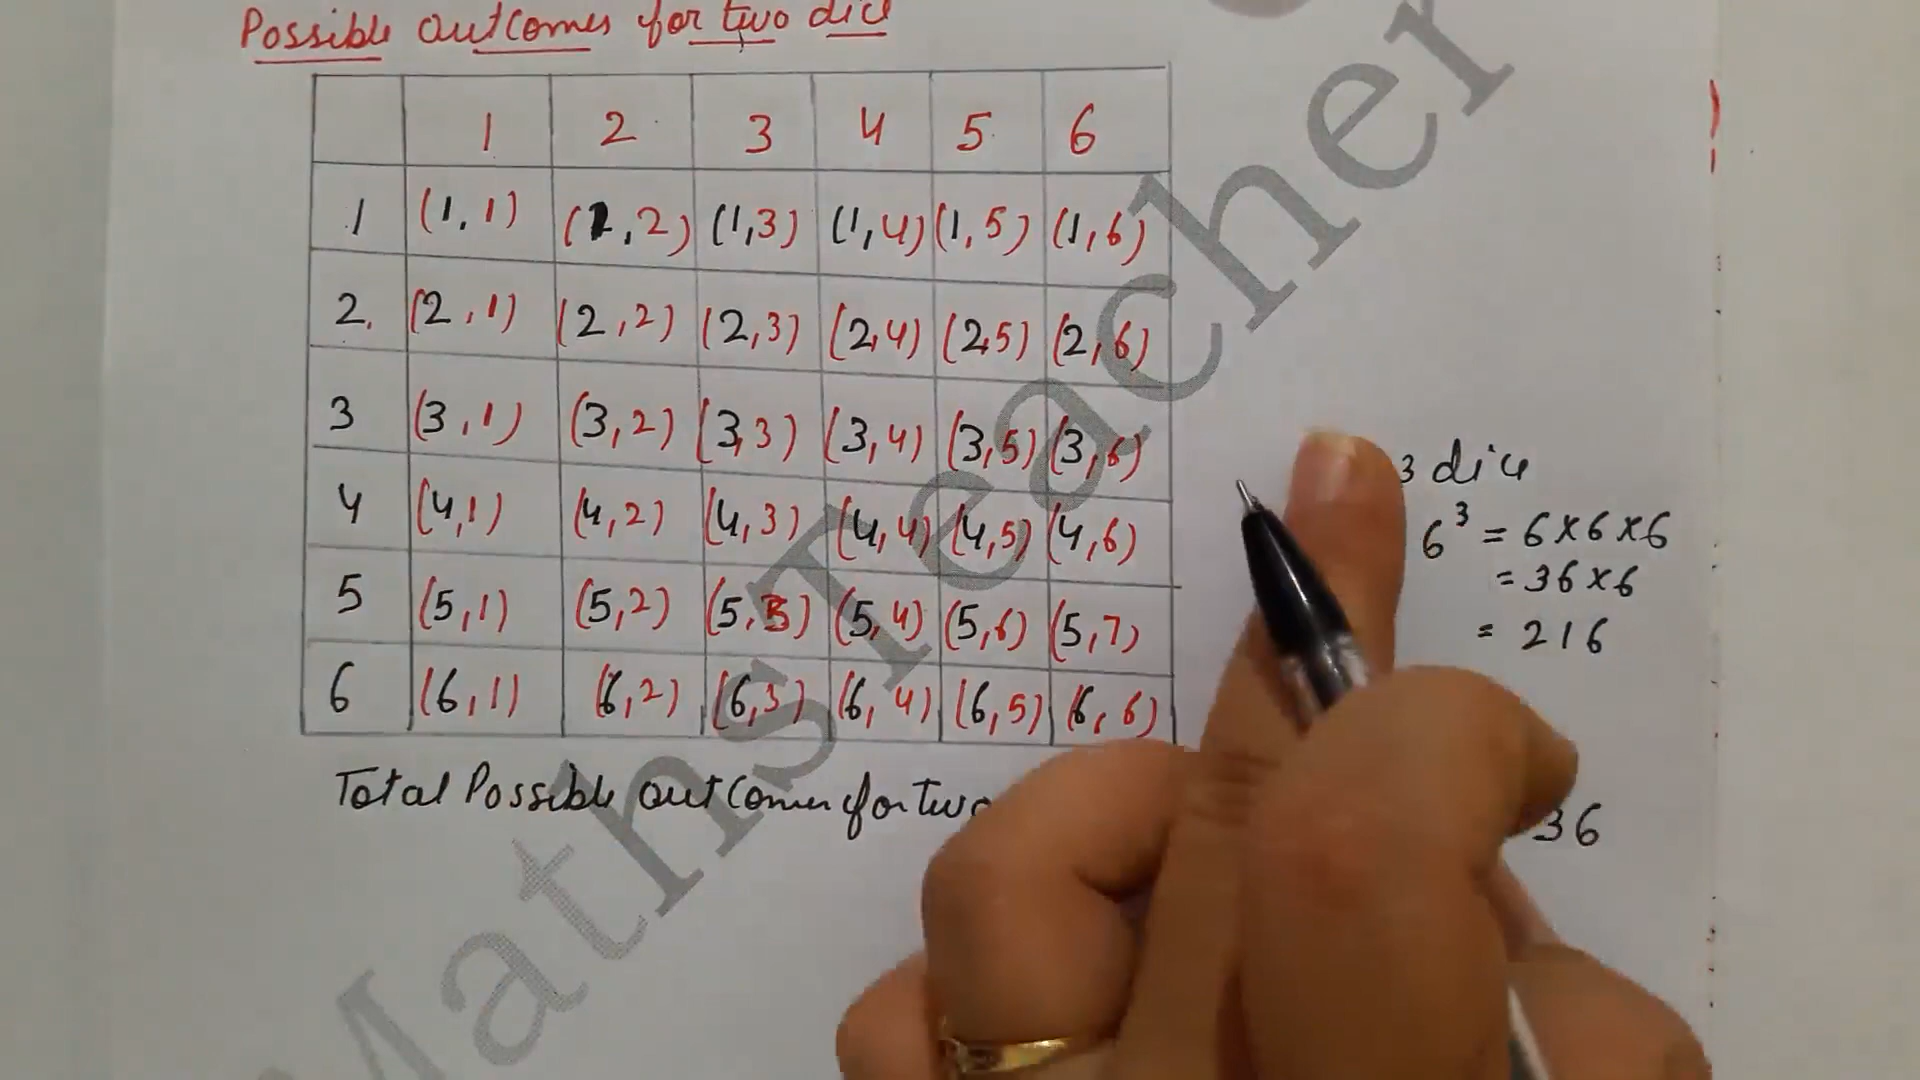 Possible outcomes for two dice
1 2 3 4 5 6
1 (1,1) (1,2) (1,3) (1,4) (1,5) (1,6)
2. (2,1) (2,2) (2,3) (2,4) (2,5) (2,6)
3 (3,1) (3,2) (3,3) (3,4) (3,5) (3,6)
4 (4,1) (4,2) (4,3) (4,4) (4,5) (4,6)
5 (5,1) (5,2) (5,3) (5,4) (5,6) (5,7)
6 (6,1) (6,2) (6,3) (6,4) (6,5) (6,6)
Total Possible outcomes for two
36
3 dice
6³ = 6×6×6
= 36×6
= 216
Maths Teacher